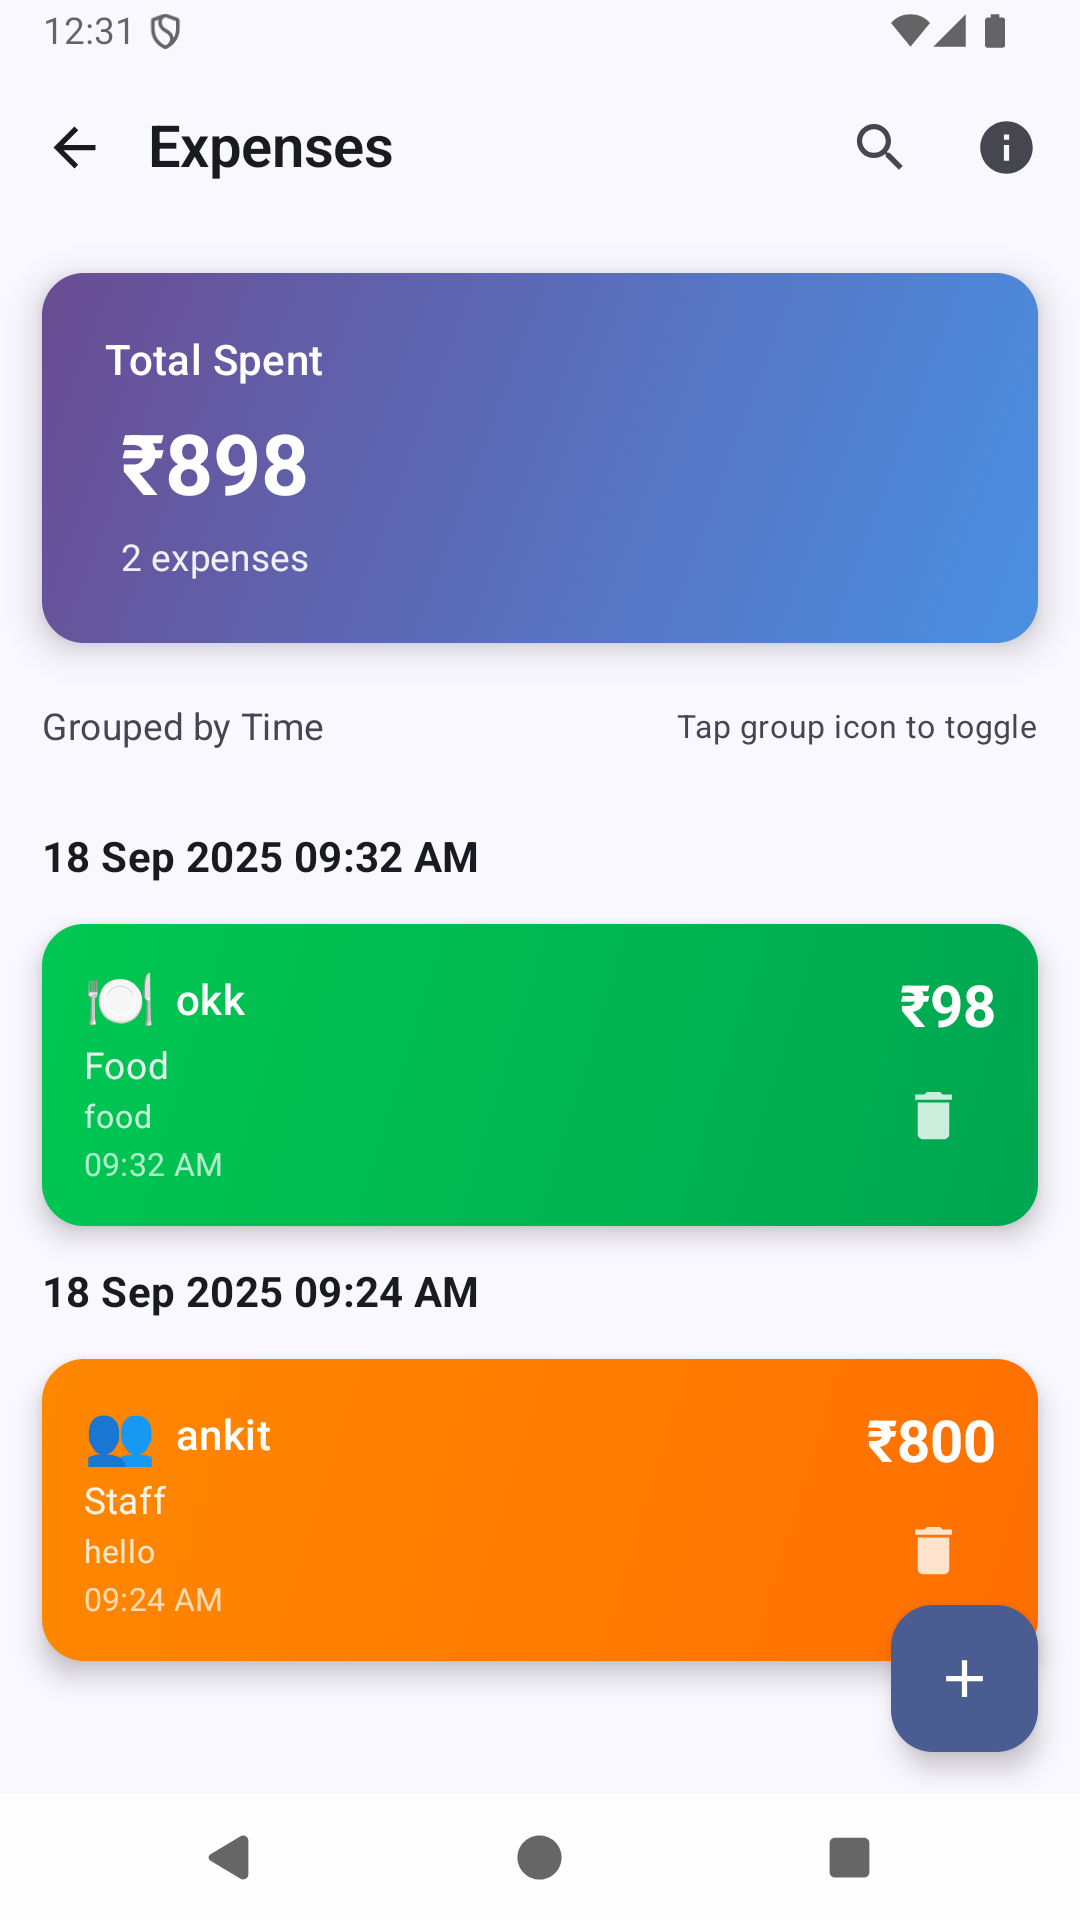 12:31
Expenses
Total Spent
₹898
2 expenses
Grouped by Time
Tap group icon to toggle
18 Sep 2025 09:32 AM
okk
₹98
Food
food
09:32 AM
18 Sep 2025 09:24 AM
ankit
₹800
Staff
hello
09:24 AM